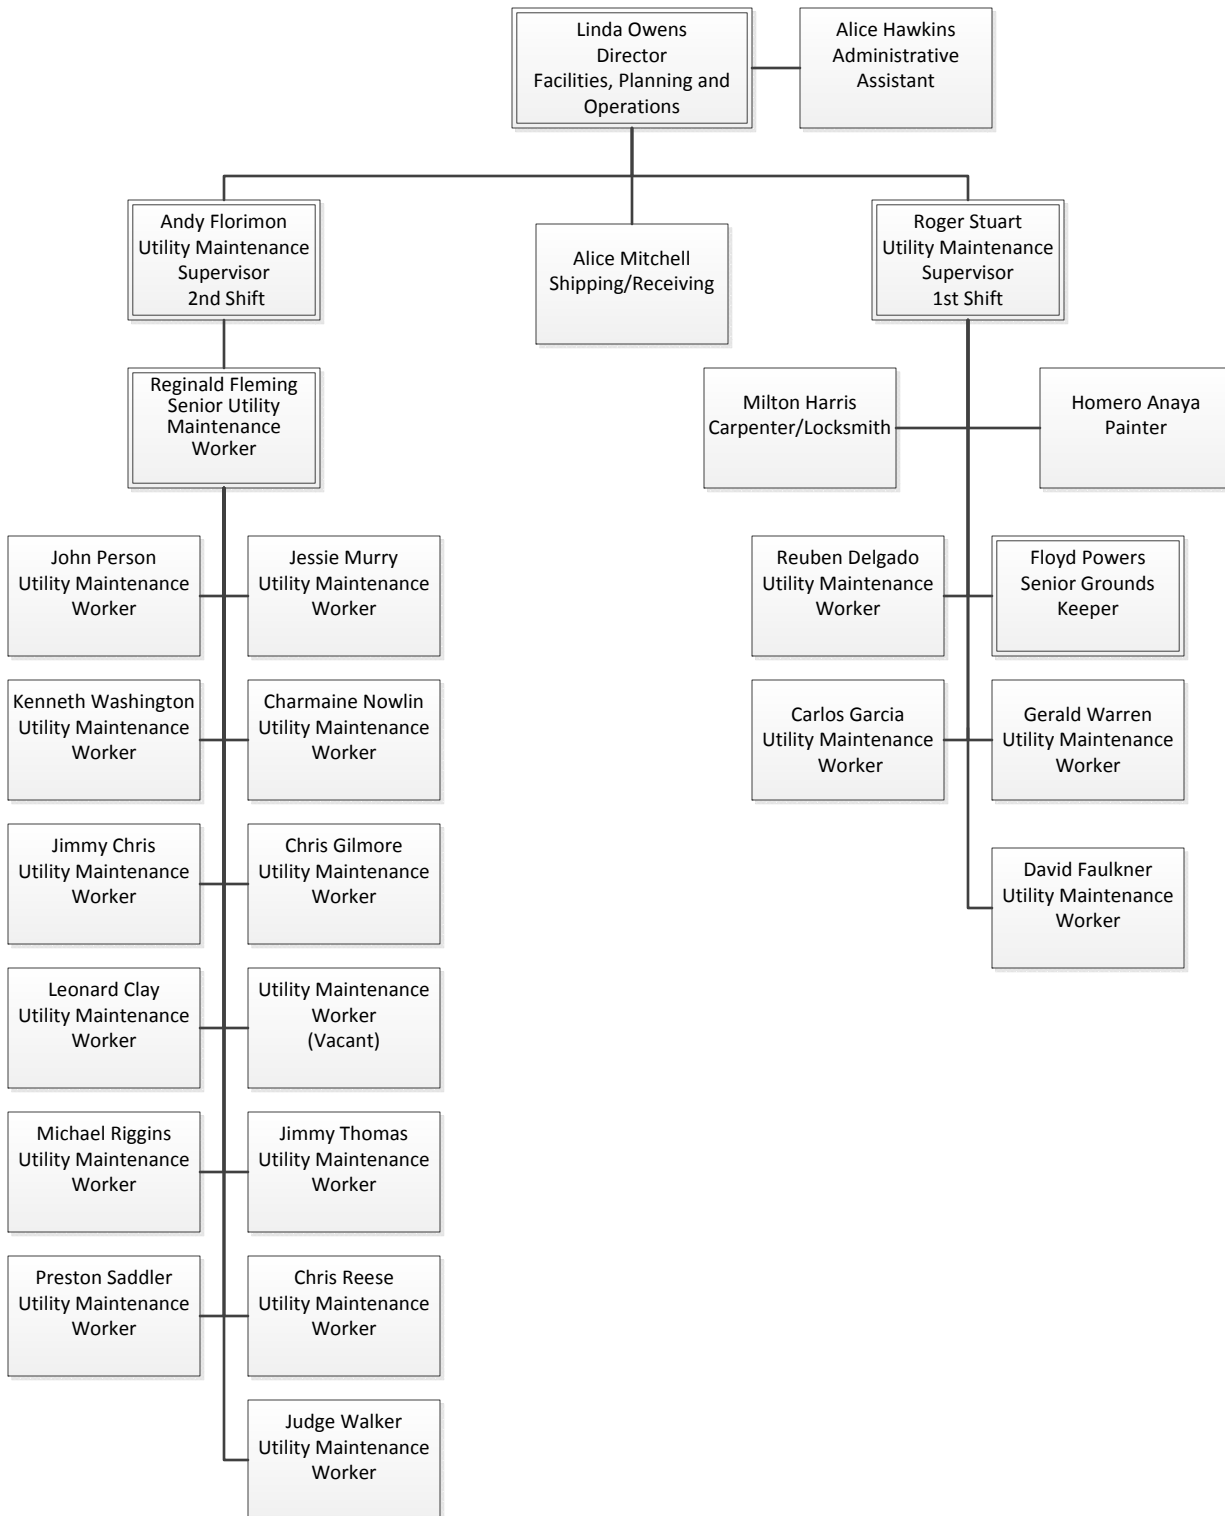 Linda Owens
Director
Facilities, Planning and
Operations
Alice Hawkins
Administrative
Assistant
Andy Florimon
Utility Maintenance
Supervisor
2nd Shift
Alice Mitchell
Shipping/Receiving
Roger Stuart
Utility Maintenance
Supervisor
1st Shift
Reginald Fleming
Senior Utility
Maintenance
Worker
Milton Harris
Carpenter/Locksmith
Homero Anaya
Painter
John Person
Utility Maintenance
Worker
Jessie Murry
Utility Maintenance
Worker
Reuben Delgado
Utility Maintenance
Worker
Floyd Powers
Senior Grounds
Keeper
Kenneth Washington
Utility Maintenance
Worker
Charmaine Nowlin
Utility Maintenance
Worker
Carlos Garcia
Utility Maintenance
Worker
Gerald Warren
Utility Maintenance
Worker
Jimmy Chris
Utility Maintenance
Worker
Chris Gilmore
Utility Maintenance
Worker
David Faulkner
Utility Maintenance
Worker
Leonard Clay
Utility Maintenance
Worker
Utility Maintenance
Worker
(Vacant)
Michael Riggins
Utility Maintenance
Worker
Jimmy Thomas
Utility Maintenance
Worker
Preston Saddler
Utility Maintenance
Worker
Chris Reese
Utility Maintenance
Worker
Judge Walker
Utility Maintenance
Worker